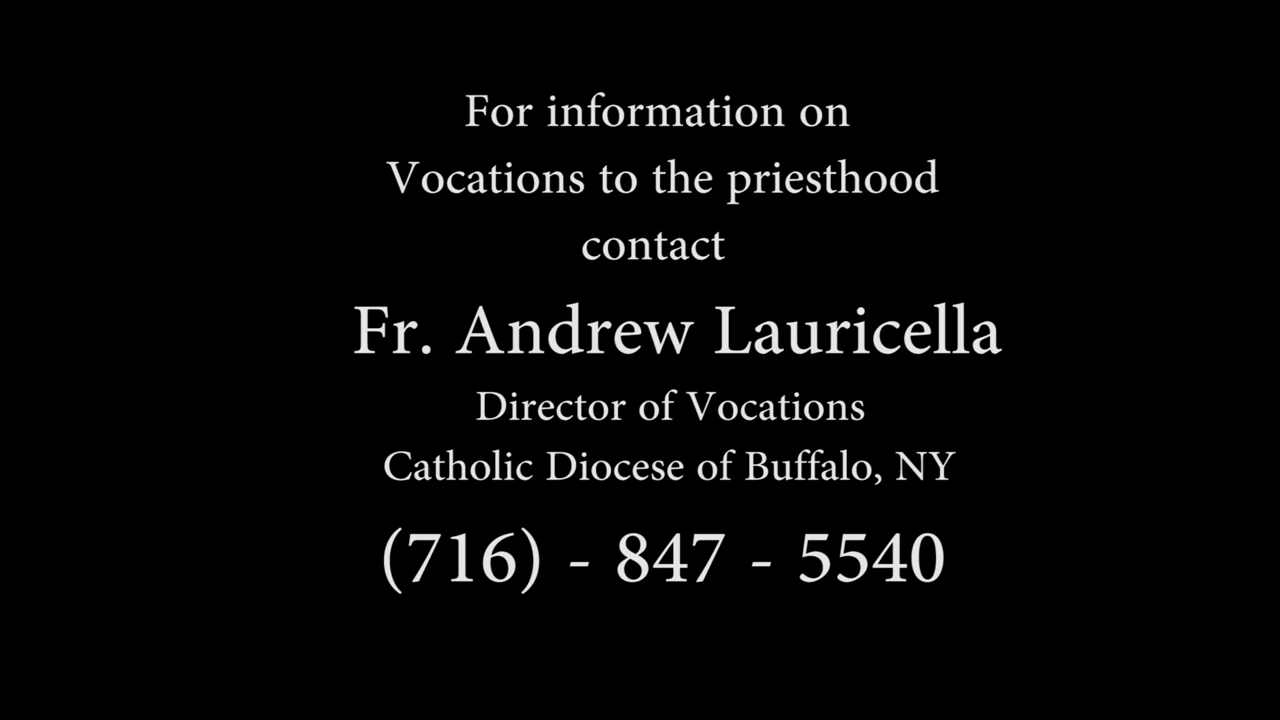 For information on
Vocations to the priesthood
contact
Fr. Andrew Lauricella
Director of Vocations
Catholic Diocese of Buffalo, NY
(716) - 847 - 5540